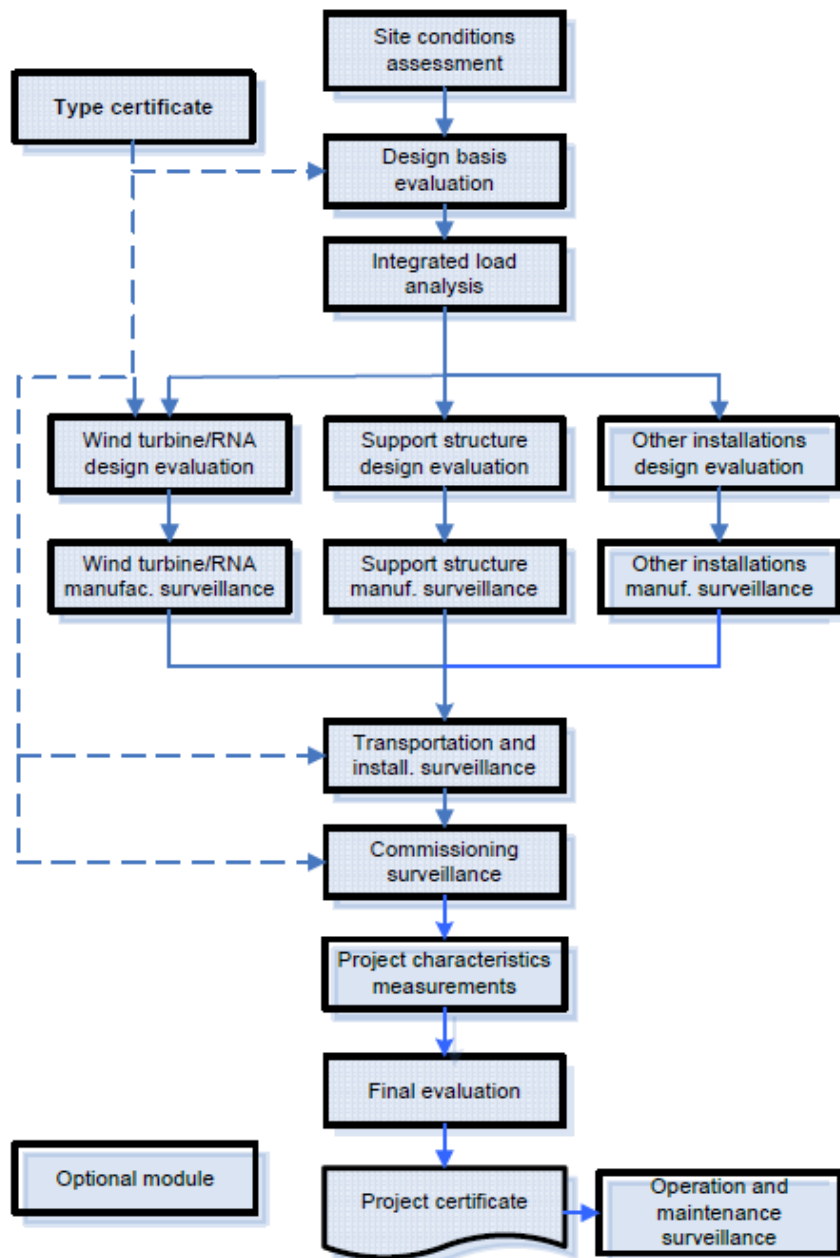 Site conditions
assessment
Type certificate
Design basis
evaluation
Integrated load
analysis
Wind turbine/RNA
design evaluation
Support structure
design evaluation
Other installations
design evaluation
Wind turbine/RNA
manufac. surveillance
Support structure
manuf. surveillance
Other installations
manuf. surveillance
Transportation and
install. surveillance
Commissioning
surveillance
Project characteristics
measurements
Final evaluation
Optional module
Project certificate
Operation and
maintenance
surveillance